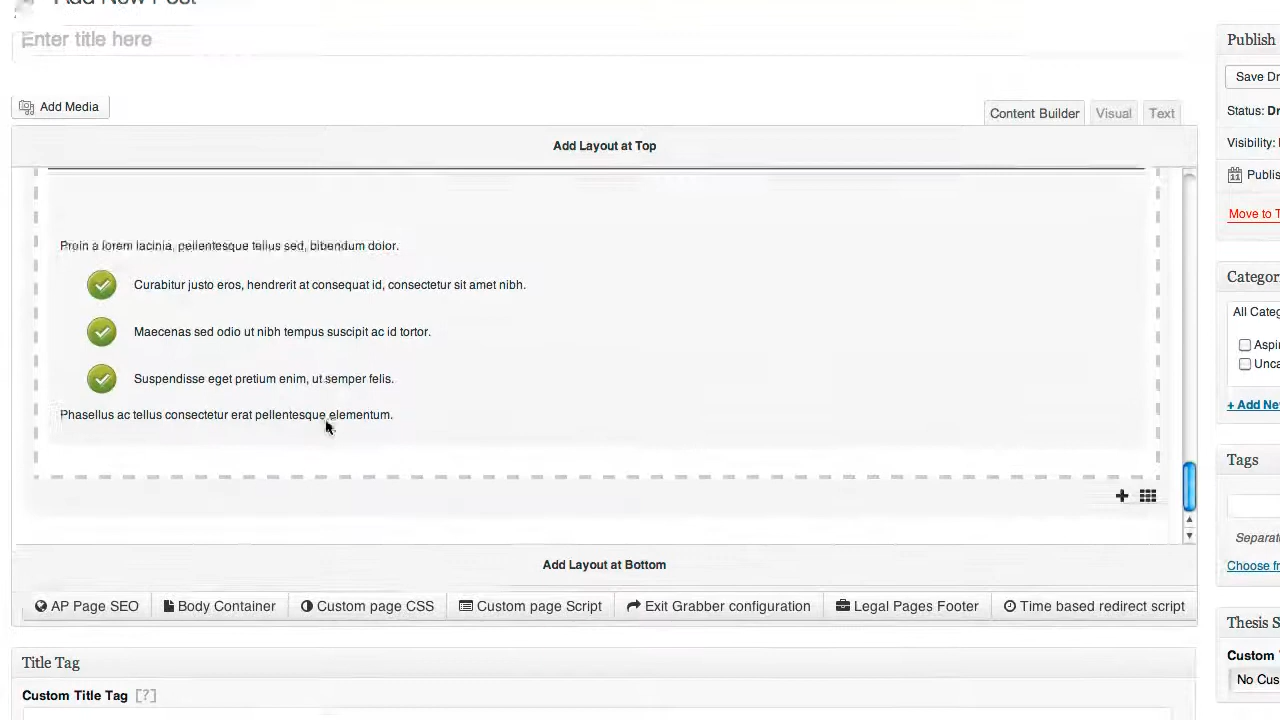 Add New Post
Enter title here
Add Media
Content Builder
Visual
Text
Add Layout at Top
Proin a lorem lacinia, pellentesque tellus sed, bibendum dolor.
Curabitur justo eros, hendrerit at consequat id, consectetur sit amet nibh.
Maecenas sed odio ut nibh tempus suscipit ac id tortor.
Suspendisse eget pretium enim, ut semper felis.
Phasellus ac tellus consectetur erat pellentesque elementum.
Add Layout at Bottom
AP Page SEO
Body Container
Custom page CSS
Custom page Script
Exit Grabber configuration
Legal Pages Footer
Time based redirect script
Title Tag
Custom Title Tag [?]
Publish
Save Dr
Status: Dr
Visibility:
Publis
Move to T
Categor
All Categ
Aspi
Unca
+ Add Ne
Tags
Separat
Choose fr
Thesis S
Custom
No Cus